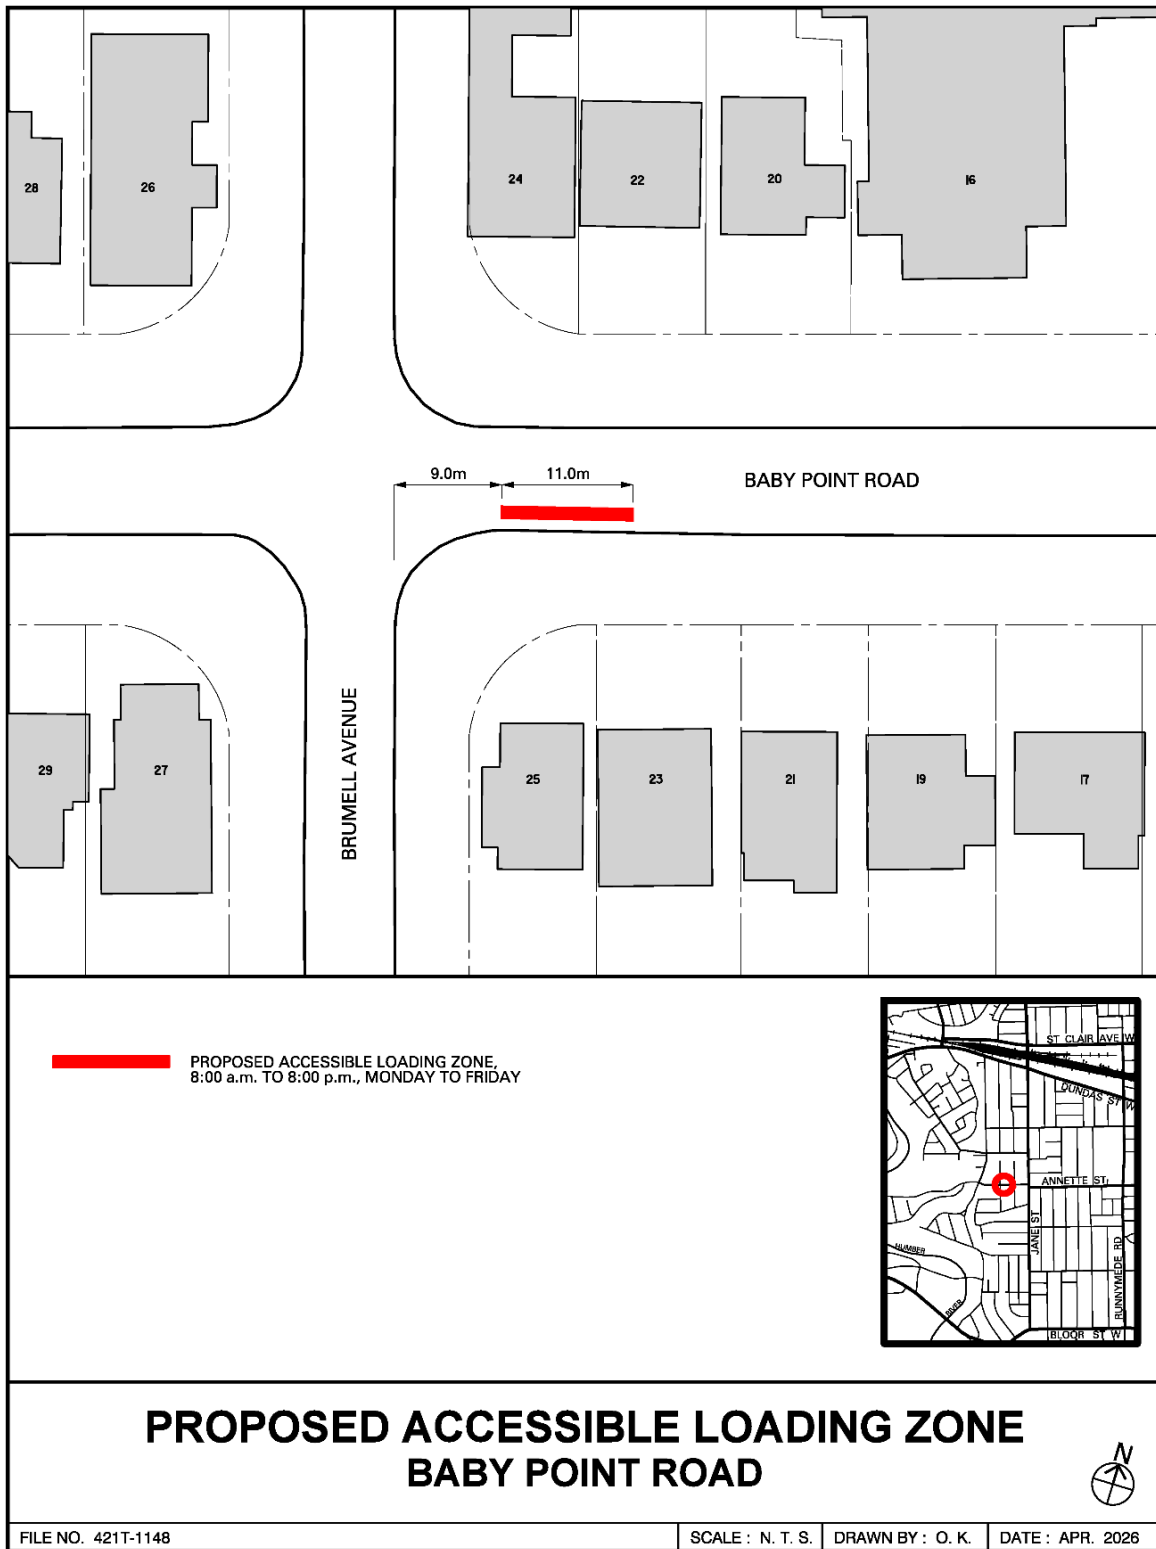 28
26
24
22
20
16
9.0m
11.0m
BABY POINT ROAD
BRUMELL AVENUE
29
27
25
23
21
19
17
PROPOSED ACCESSIBLE LOADING ZONE,
8:00 a.m. TO 8:00 p.m., MONDAY TO FRIDAY
ST CLAIR AVE W
DUNDAS ST W
ANNETTE ST
JANE ST
RUNNYMEDE RD
HUMBER
RIVER
BLOOR ST W
PROPOSED ACCESSIBLE LOADING ZONE
BABY POINT ROAD
N
FILE NO. 421T-1148
SCALE : N. T. S.
DRAWN BY : O. K.
DATE : APR. 2026